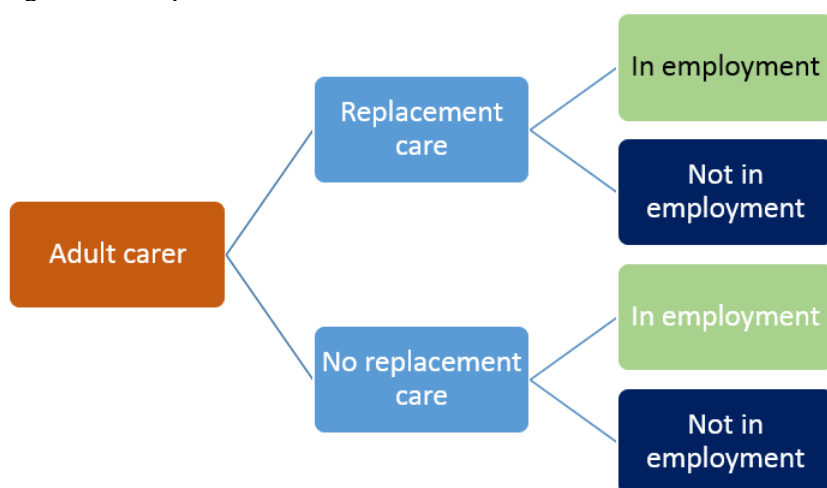 In employment
Replacement
care
Not in
employment
Adult carer
In employment
No replacement
care
Not in
employment